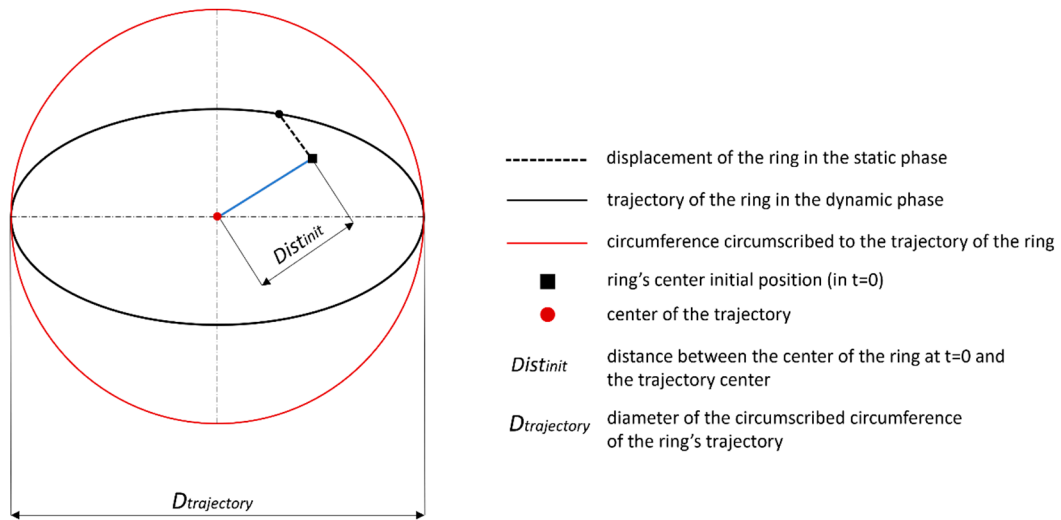 Distinit
Dtrajectory
displacement of the ring in the static phase
trajectory of the ring in the dynamic phase
circumference circumscribed to the trajectory of the ring
ring's center initial position (in t=0)
center of the trajectory
Distinit
distance between the center of the ring at t=0 and
the trajectory center
Dtrajectory
diameter of the circumscribed circumference
of the ring's trajectory